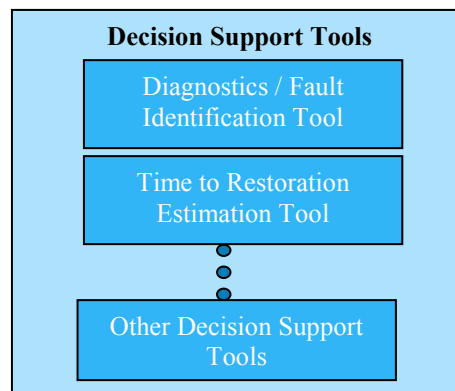 Decision Support Tools
Diagnostics / Fault
Identification Tool
Time to Restoration
Estimation Tool
Other Decision Support
Tools